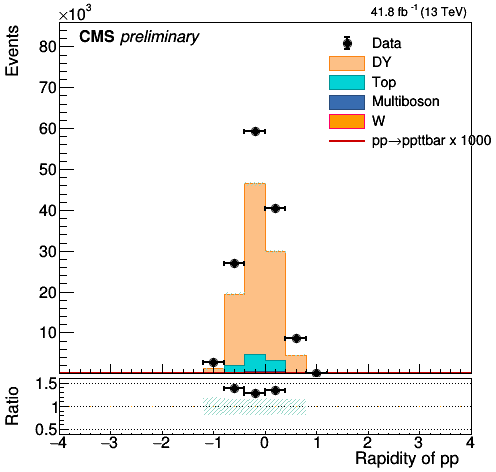 ×10³
41.8 fb⁻¹ (13 TeV)
Events
CMS preliminary
Data
DY
Top
Multiboson
W
pp→ppttbar x 1000
80
70
60
50
40
30
20
10
Ratio
1.5
1
0.5
−4 −3 −2 −1 0 1 2 3 4
Rapidity of pp